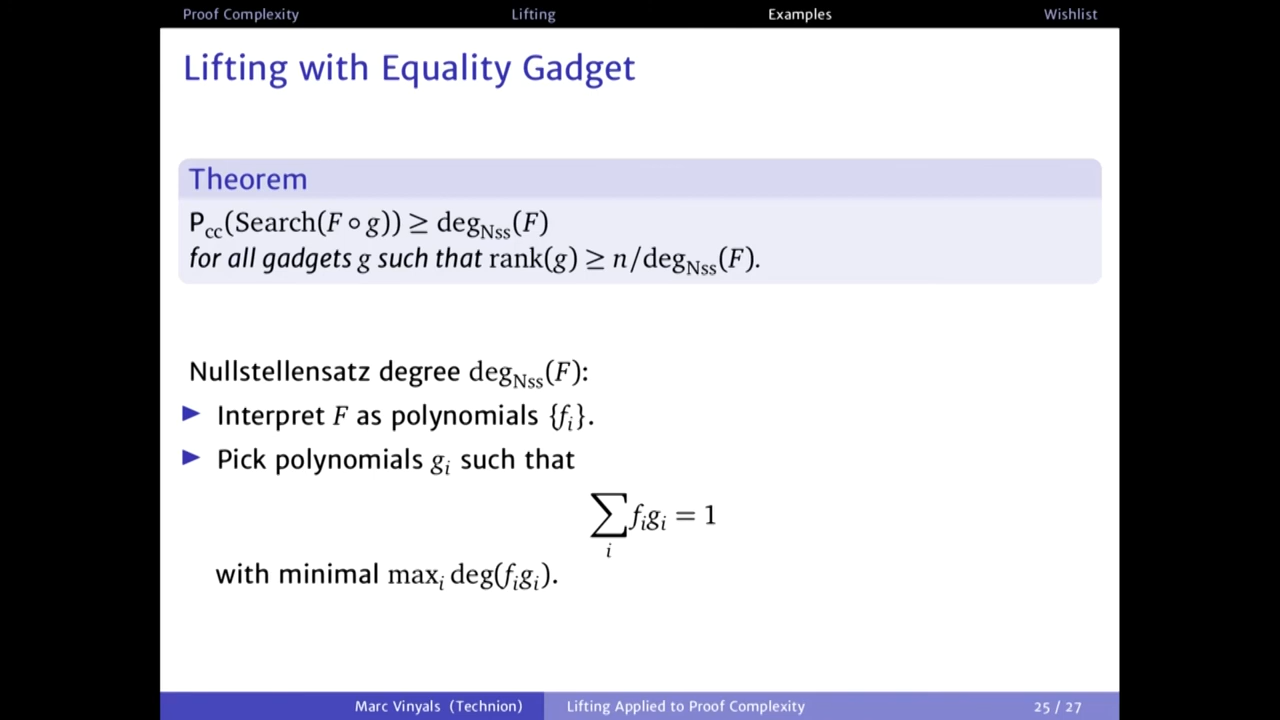 Proof Complexity Lifting Examples Wishlist
Lifting with Equality Gadget
Theorem
P_cc(Search(F ∘ g)) ≥ deg_Nss(F)
for all gadgets g such that rank(g) ≥ n/deg_Nss(F).
Nullstellensatz degree deg_Nss(F):
▶ Interpret F as polynomials {f_i}.
▶ Pick polynomials g_i such that
∑_i f_i g_i = 1
with minimal max_i deg(f_i g_i).
Marc Vinyals (Technion) Lifting Applied to Proof Complexity 25 / 27